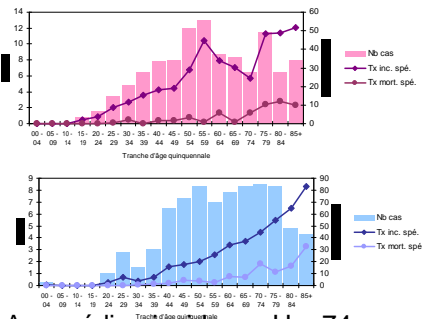 14 60
12 50
10 40
8
6 30
4 20
2 10
0 0
Nb cas
Tx inc. spé.
Tx mort. spé.
00 - 05 - 10 - 15 - 20 - 25 - 30 - 35 - 40 - 45 - 50 - 55 - 60 - 65 - 70 - 75 - 80 - 85+
04 09 14 19 24 29 34 39 44 49 54 59 64 69 74 79 84
Tranche d'âge quinquennale
9 90
8 80
7 70
6 60
5 50
4 40
3 30
2 20
1 10
0 0
Nb cas
Tx inc. spé.
Tx mort. spé
00 - 05 - 10 - 15 - 20 - 25 - 30 - 35 - 40 - 45 - 50 - 55 - 60 - 65 - 70 - 75 - 80 - 85+
04 09 14 19 24 29 34 39 44 49 54 59 64 69 74 79 84
Tranche d'âge quinquennale
74